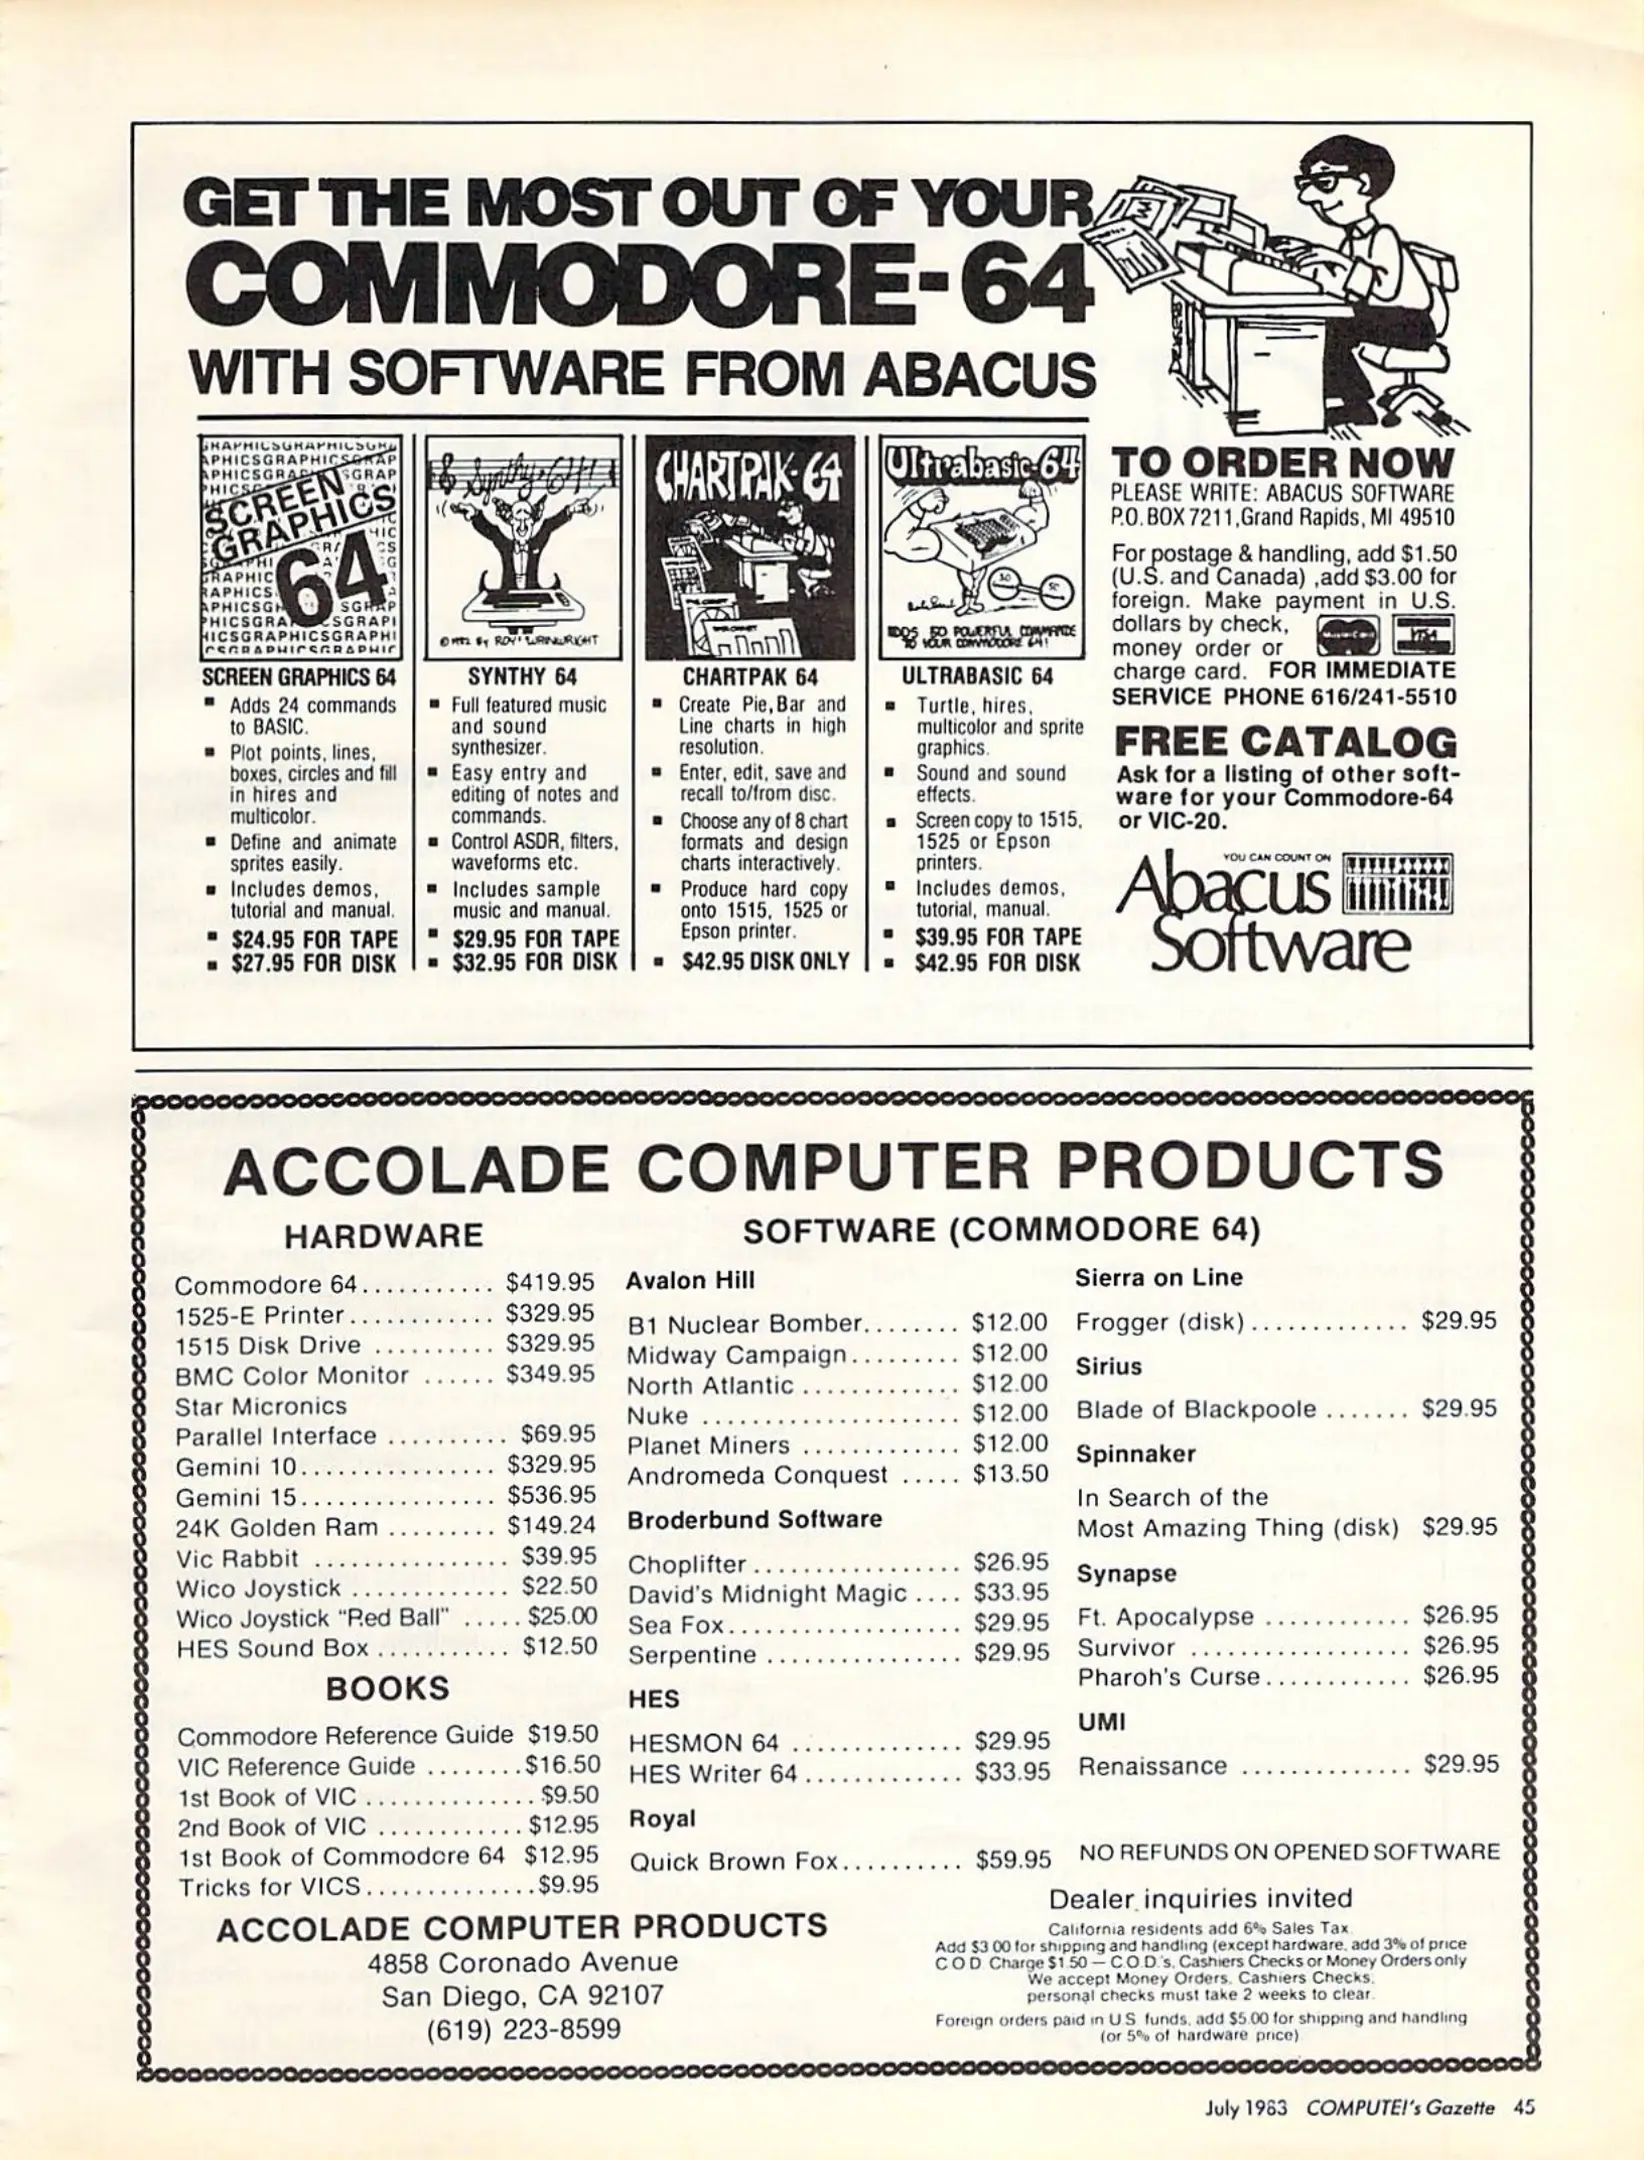 GET THE MOST OUT OF YOUR
COMMODORE-64
WITH SOFTWARE FROM ABACUS
SCREEN
GRAPHICS
64
SCREEN GRAPHICS 64
▪ Adds 24 commands
to BASIC.
▪ Plot points, lines,
boxes, circles and fill
in hires and
multicolor.
▪ Define and animate
sprites easily.
▪ Includes demos,
tutorial and manual.
▪ $24.95 FOR TAPE
▪ $27.95 FOR DISK
Synthy-64
© 1982 By ROY WAINWRIGHT
SYNTHY 64
▪ Full featured music
and sound
synthesizer.
▪ Easy entry and
editing of notes and
commands.
▪ Control ASDR, filters,
waveforms etc.
▪ Includes sample
music and manual.
▪ $29.95 FOR TAPE
▪ $32.95 FOR DISK
CHARTPAK-64
CHARTPAK 64
▪ Create Pie,Bar and
Line charts in high
resolution.
▪ Enter, edit, save and
recall to/from disc.
▪ Choose any of 8 chart
formats and design
charts interactively.
▪ Produce hard copy
onto 1515, 1525 or
Epson printer.
▪ $42.95 DISK ONLY
Ultrabasic-64
ADDS 50 POWERFUL COMMANDS
TO YOUR COMMODORE 64!
ULTRABASIC 64
▪ Turtle, hires,
multicolor and sprite
graphics.
▪ Sound and sound
effects.
▪ Screen copy to 1515,
1525 or Epson
printers.
▪ Includes demos,
tutorial, manual.
▪ $39.95 FOR TAPE
▪ $42.95 FOR DISK
TO ORDER NOW
PLEASE WRITE: ABACUS SOFTWARE
P.O. BOX 7211,Grand Rapids, MI 49510
For postage & handling, add $1.50
(U.S. and Canada) ,add $3.00 for
foreign. Make payment in U.S.
dollars by check,
money order or
VISA
charge card. FOR IMMEDIATE
SERVICE PHONE 616/241-5510
FREE CATALOG
Ask for a listing of other soft-
ware for your Commodore-64
or VIC-20.
YOU CAN COUNT ON
Abacus
Software
ACCOLADE COMPUTER PRODUCTS
HARDWARE
Commodore 64........... $419.95
1525-E Printer............ $329.95
1515 Disk Drive .......... $329.95
BMC Color Monitor ...... $349.95
Star Micronics
Parallel Interface .......... $69.95
Gemini 10................ $329.95
Gemini 15................ $536.95
24K Golden Ram ......... $149.24
Vic Rabbit ................ $39.95
Wico Joystick ............. $22.50
Wico Joystick "Red Ball" ..... $25.00
HES Sound Box ........... $12.50
BOOKS
Commodore Reference Guide $19.50
VIC Reference Guide ........$16.50
1st Book of VIC .............. $9.50
2nd Book of VIC ............ $12.95
1st Book of Commodore 64 $12.95
Tricks for VICS..............$9.95
SOFTWARE (COMMODORE 64)
Avalon Hill
B1 Nuclear Bomber........ $12.00
Midway Campaign......... $12.00
North Atlantic ............. $12.00
Nuke ..................... $12.00
Planet Miners ............. $12.00
Andromeda Conquest ..... $13.50
Broderbund Software
Choplifter ................. $26.95
David's Midnight Magic .... $33.95
Sea Fox................... $29.95
Serpentine ................ $29.95
HES
HESMON 64 .............. $29.95
HES Writer 64 ............. $33.95
Royal
Quick Brown Fox.......... $59.95
Sierra on Line
Frogger (disk) ............. $29.95
Sirius
Blade of Blackpoole ....... $29.95
Spinnaker
In Search of the
Most Amazing Thing (disk) $29.95
Synapse
Ft. Apocalypse ............ $26.95
Survivor .................. $26.95
Pharoh's Curse............ $26.95
UMI
Renaissance .............. $29.95
NO REFUNDS ON OPENED SOFTWARE
ACCOLADE COMPUTER PRODUCTS
4858 Coronado Avenue
San Diego, CA 92107
(619) 223-8599
Dealer inquiries invited
California residents add 6% Sales Tax.
Add $3.00 for shipping and handling (except hardware, add 3% of price
C.O.D. Charge $1.50 — C.O.D.'s, Cashiers Checks or Money Orders only
We accept Money Orders, Cashiers Checks,
personal checks must take 2 weeks to clear.
Foreign orders paid in U.S. funds, add $5.00 for shipping and handling
(or 5% of hardware price)
July 1983 COMPUTE!'s Gazette 45